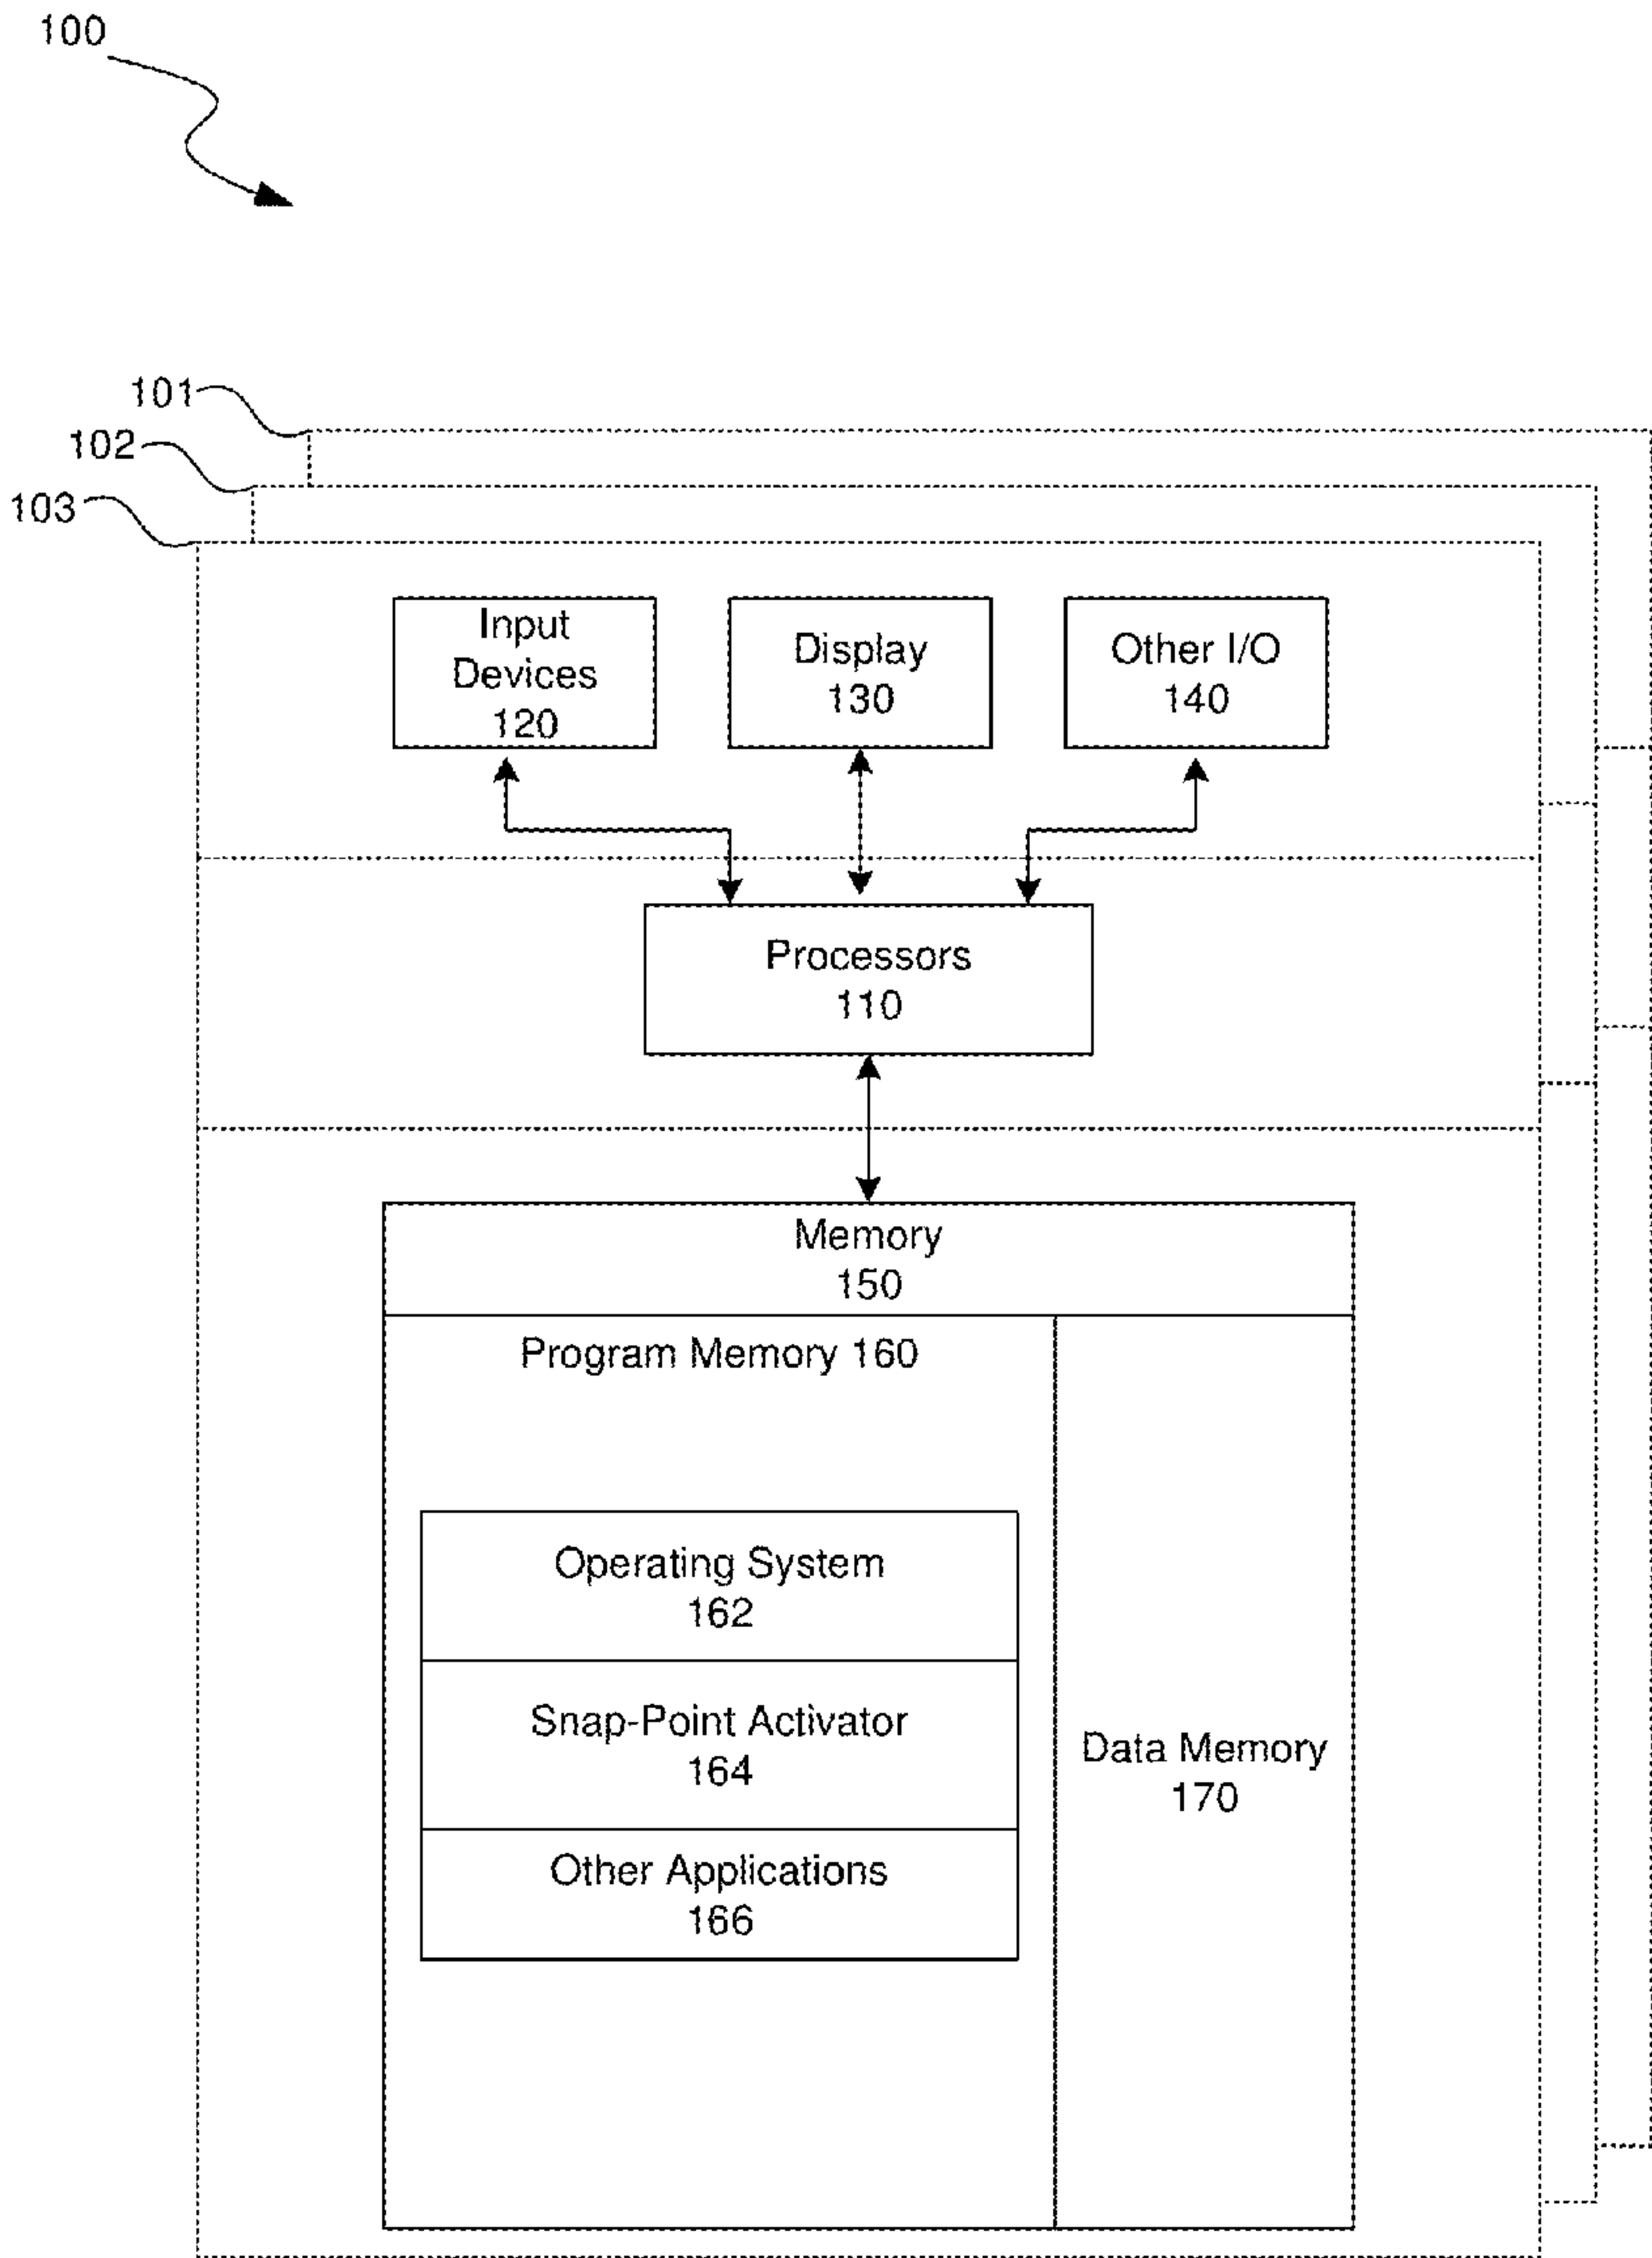 100
101
102
103
Input
Devices
120
Display
130
Other I/O
140
Processors
110
Memory
150
Program Memory 160
Operating System
162
Snap-Point Activator
164
Other Applications
166
Data Memory
170